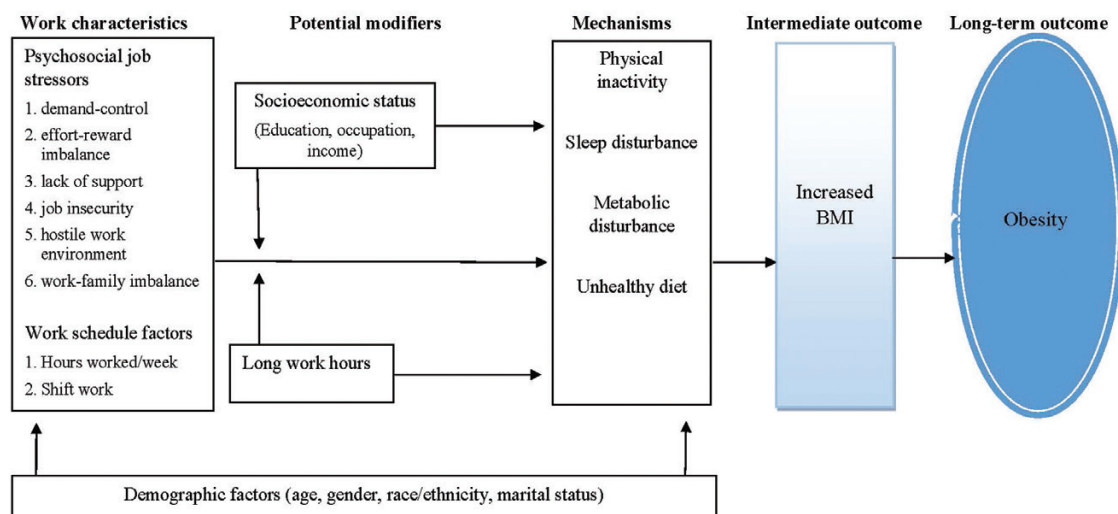 Work characteristics
Psychosocial job
stressors
1. demand-control
2. effort-reward
imbalance
3. lack of support
4. job insecurity
5. hostile work
environment
6. work-family imbalance
Work schedule factors
1. Hours worked/week
2. Shift work
Potential modifiers
Socioeconomic status
(Education, occupation,
income)
Long work hours
Mechanisms
Physical
inactivity
Sleep disturbance
Metabolic
disturbance
Unhealthy diet
Intermediate outcome
Increased
BMI
Long-term outcome
Obesity
Demographic factors (age, gender, race/ethnicity, marital status)